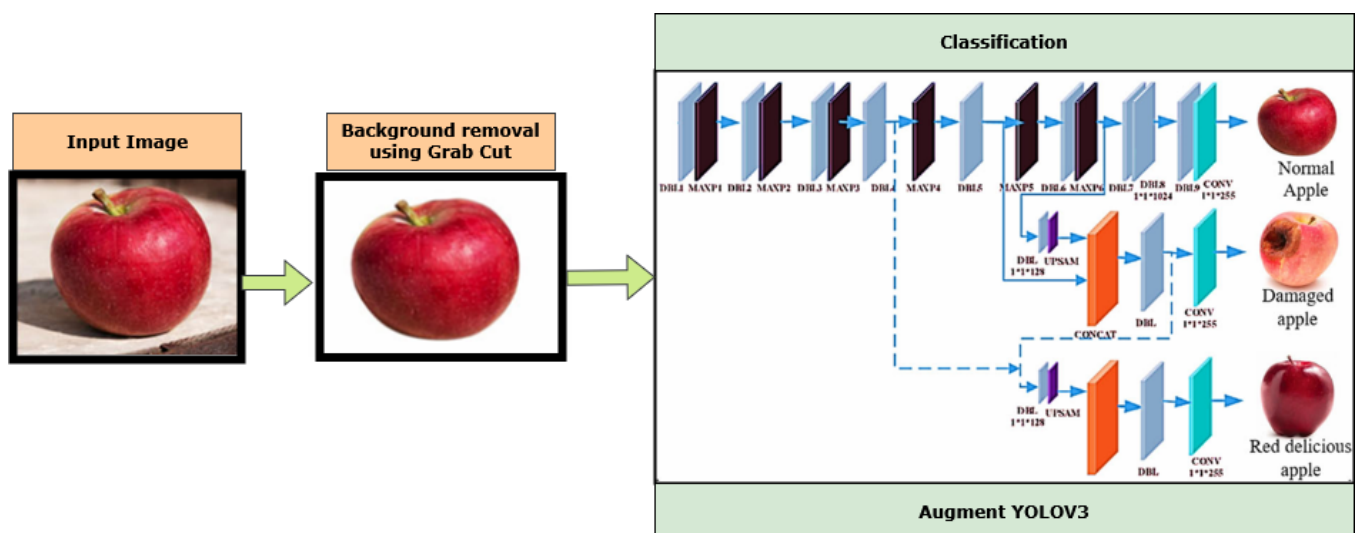 Classification
Input Image
Background removal
using Grab Cut
DBL1 MAXP1 DBL2 MAXP2 DBL3 MAXP3 DBL4 MAXP4 DBL5 MAXP5 DBL6 MAXP6 DBL7 DBL8 DBL9 CONV
1*1*1024 1*1*255
Normal
Apple
DBL UPSAM
1*1*128
CONCAT
DBL
CONV
1*1*255
Damaged
apple
DBL UPSAM
1*1*128
DBL
CONV
1*1*255
Red delicious
apple
Augment YOLOV3